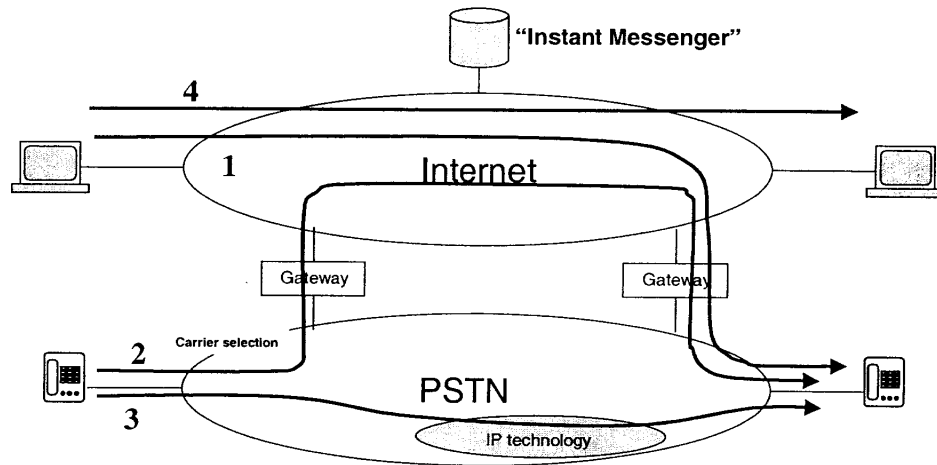 “Instant Messenger”
4
1
Internet
Gateway
Gateway
Carrier selection
2
PSTN
3
IP technology